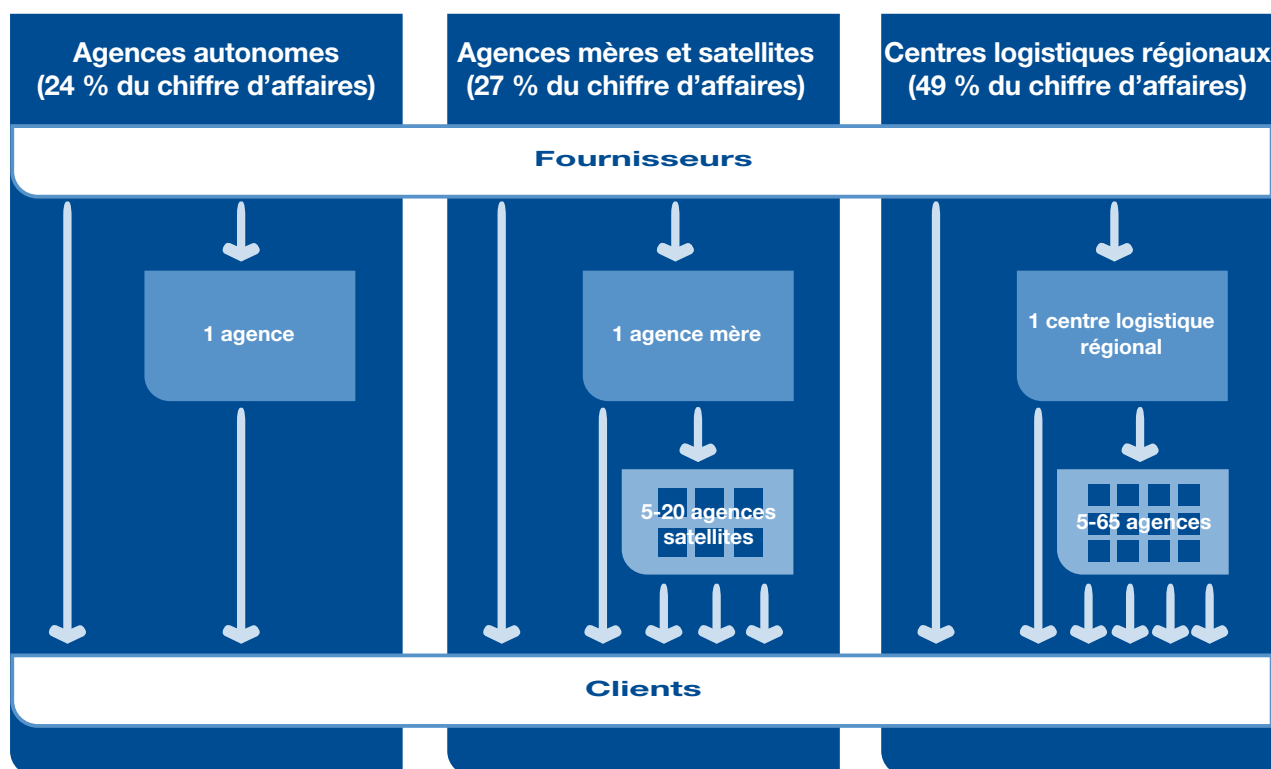 Agences autonomes
(24 % du chiffre d’affaires)
Agences mères et satellites
(27 % du chiffre d’affaires)
Centres logistiques régionaux
(49 % du chiffre d’affaires)
Fournisseurs
1 agence
1 agence mère
1 centre logistique
régional
5-20 agences
satellites
5-65 agences
Clients